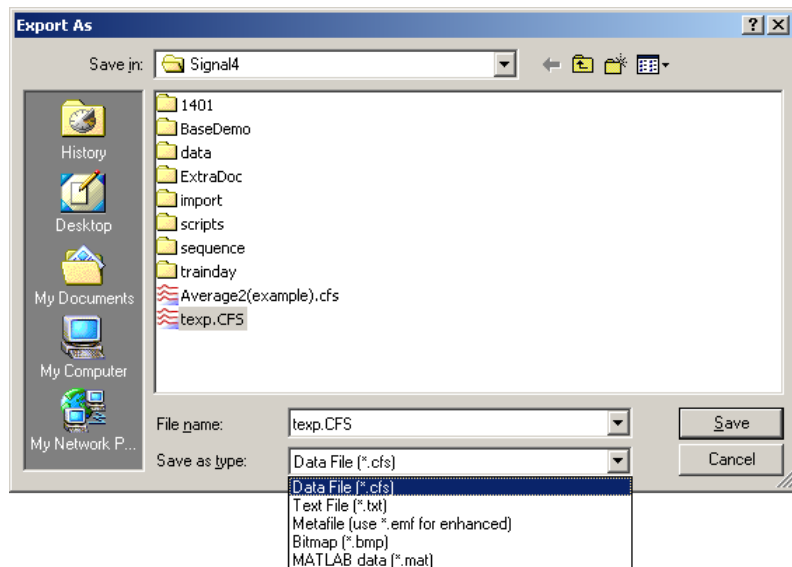 Export As
Save in:
Signal4
History
Desktop
My Documents
My Computer
My Network P...
1401
BaseDemo
data
ExtraDoc
import
scripts
sequence
trainday
Average2(example).cfs
texp.CFS
File name:
texp.CFS
Save
Save as type:
Data File (*.cfs)
Cancel
Data File (*.cfs)
Text File (*.txt)
Metafile (use *.emf for enhanced)
Bitmap (*.bmp)
MATLAB data (*.mat)